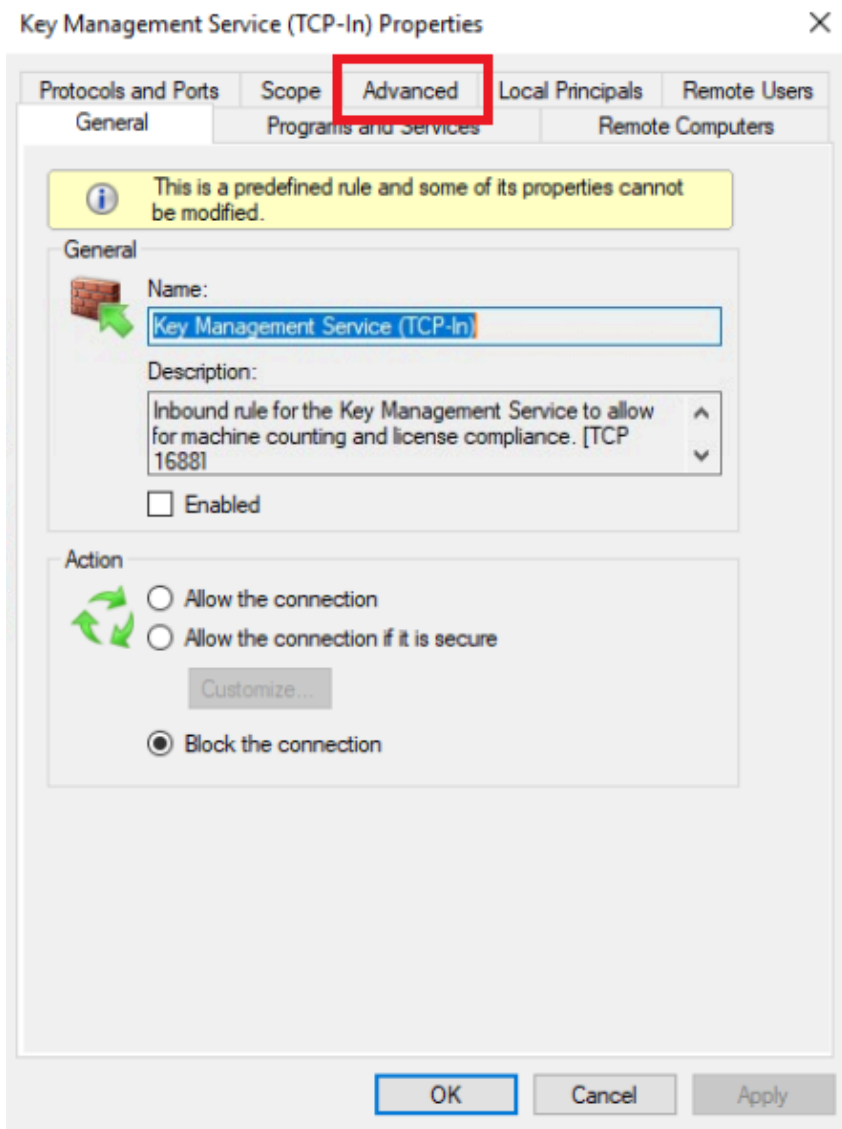 Key Management Service (TCP-In) Properties
Protocols and Ports Scope Advanced Local Principals Remote Users
General Programs and Services Remote Computers
This is a predefined rule and some of its properties cannot
be modified.
General
Name:
Key Management Service (TCP-In)
Description:
Inbound rule for the Key Management Service to allow
for machine counting and license compliance. [TCP
1688]
Enabled
Action
Allow the connection
Allow the connection if it is secure
Customize...
Block the connection
OK Cancel Apply